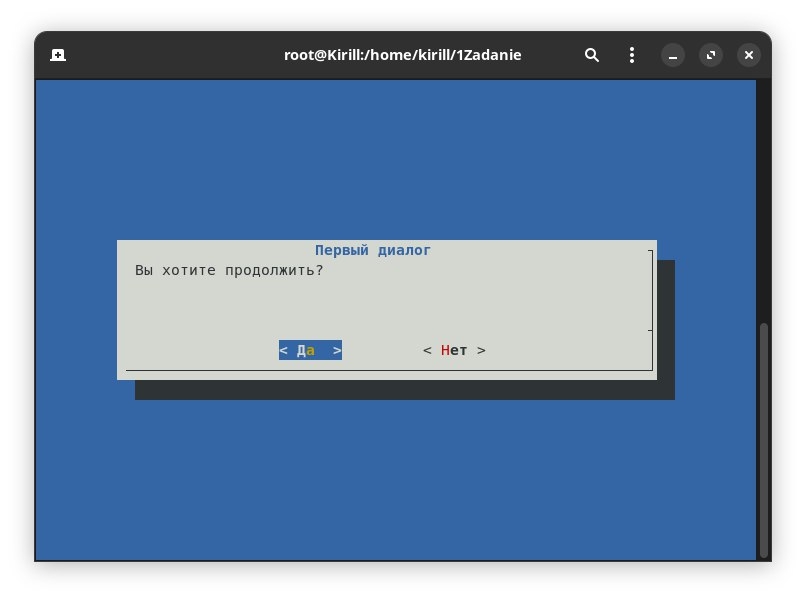 root@Kirill:/home/kirill/1Zadanie
Первый диалог
Вы хотите продолжить?
< Да > < Нет >